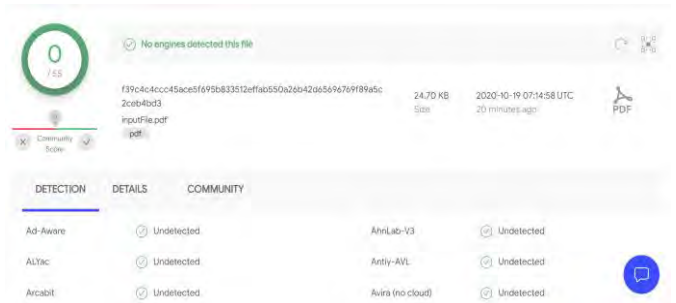 0
/65
No engines detected this file
f39c4c4ccc45ace5f695b833512effab550a26b42d65696769f89a5c
2ceb4bd3
inputFile.pdf
pdf
24.70 KB
Size
2020-10-19 07:14:58 UTC
20 minutes ago
PDF
Community
Score
DETECTION DETAILS COMMUNITY
Ad-Aware Undetected AhnLab-V3 Undetected
ALYac Undetected Antiy-AVL Undetected
Arcabit Undetected Avira (no cloud) Undetected